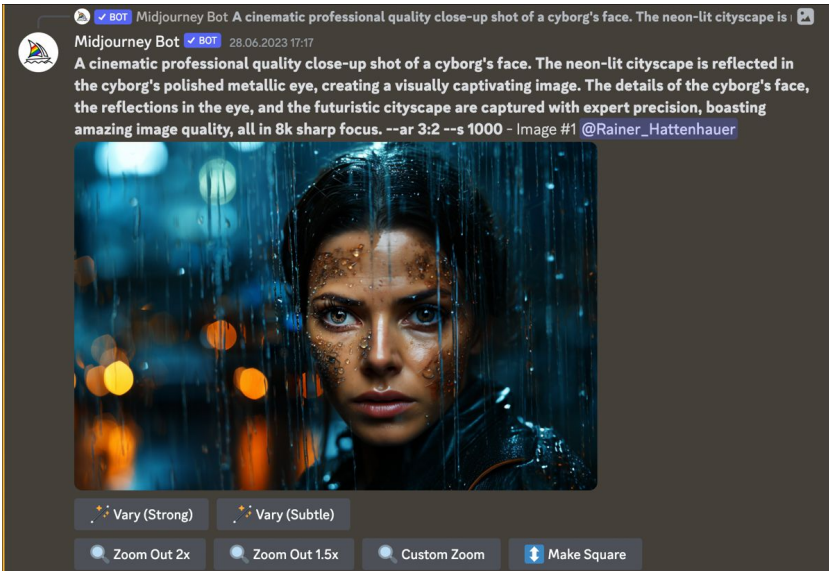 ✓ BOT Midjourney Bot A cinematic professional quality close-up shot of a cyborg's face. The neon-lit cityscape is
Midjourney Bot ✓ BOT 28.06.2023 17:17
A cinematic professional quality close-up shot of a cyborg's face. The neon-lit cityscape is reflected in
the cyborg's polished metallic eye, creating a visually captivating image. The details of the cyborg's face,
the reflections in the eye, and the futuristic cityscape are captured with expert precision, boasting
amazing image quality, all in 8k sharp focus. --ar 3:2 --s 1000 - Image #1 @Rainer_Hattenhauer
Vary (Strong) Vary (Subtle)
Zoom Out 2x Zoom Out 1.5x Custom Zoom Make Square